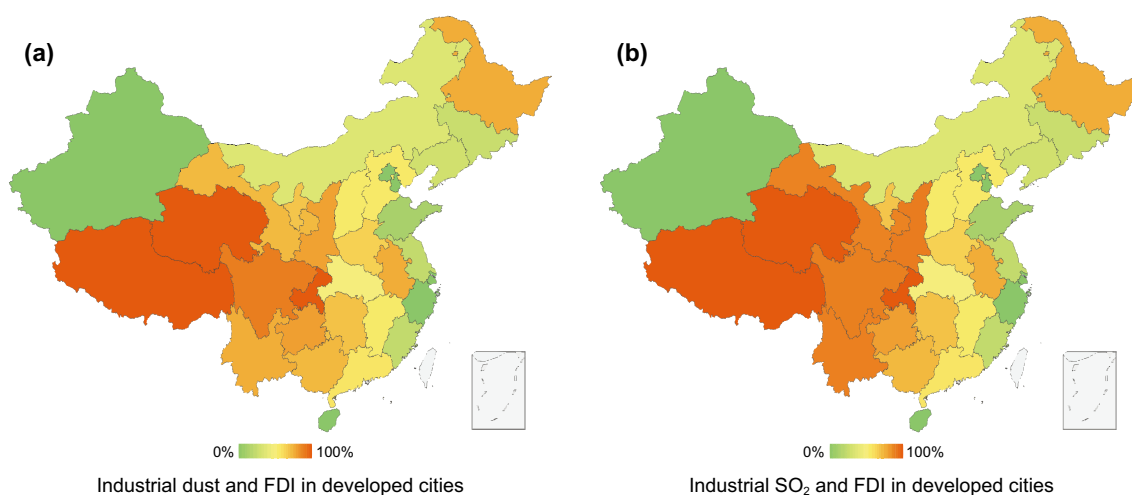 (a)
(b)
0%
100%
0%
100%
Industrial dust and FDI in developed cities
Industrial SO₂ and FDI in developed cities